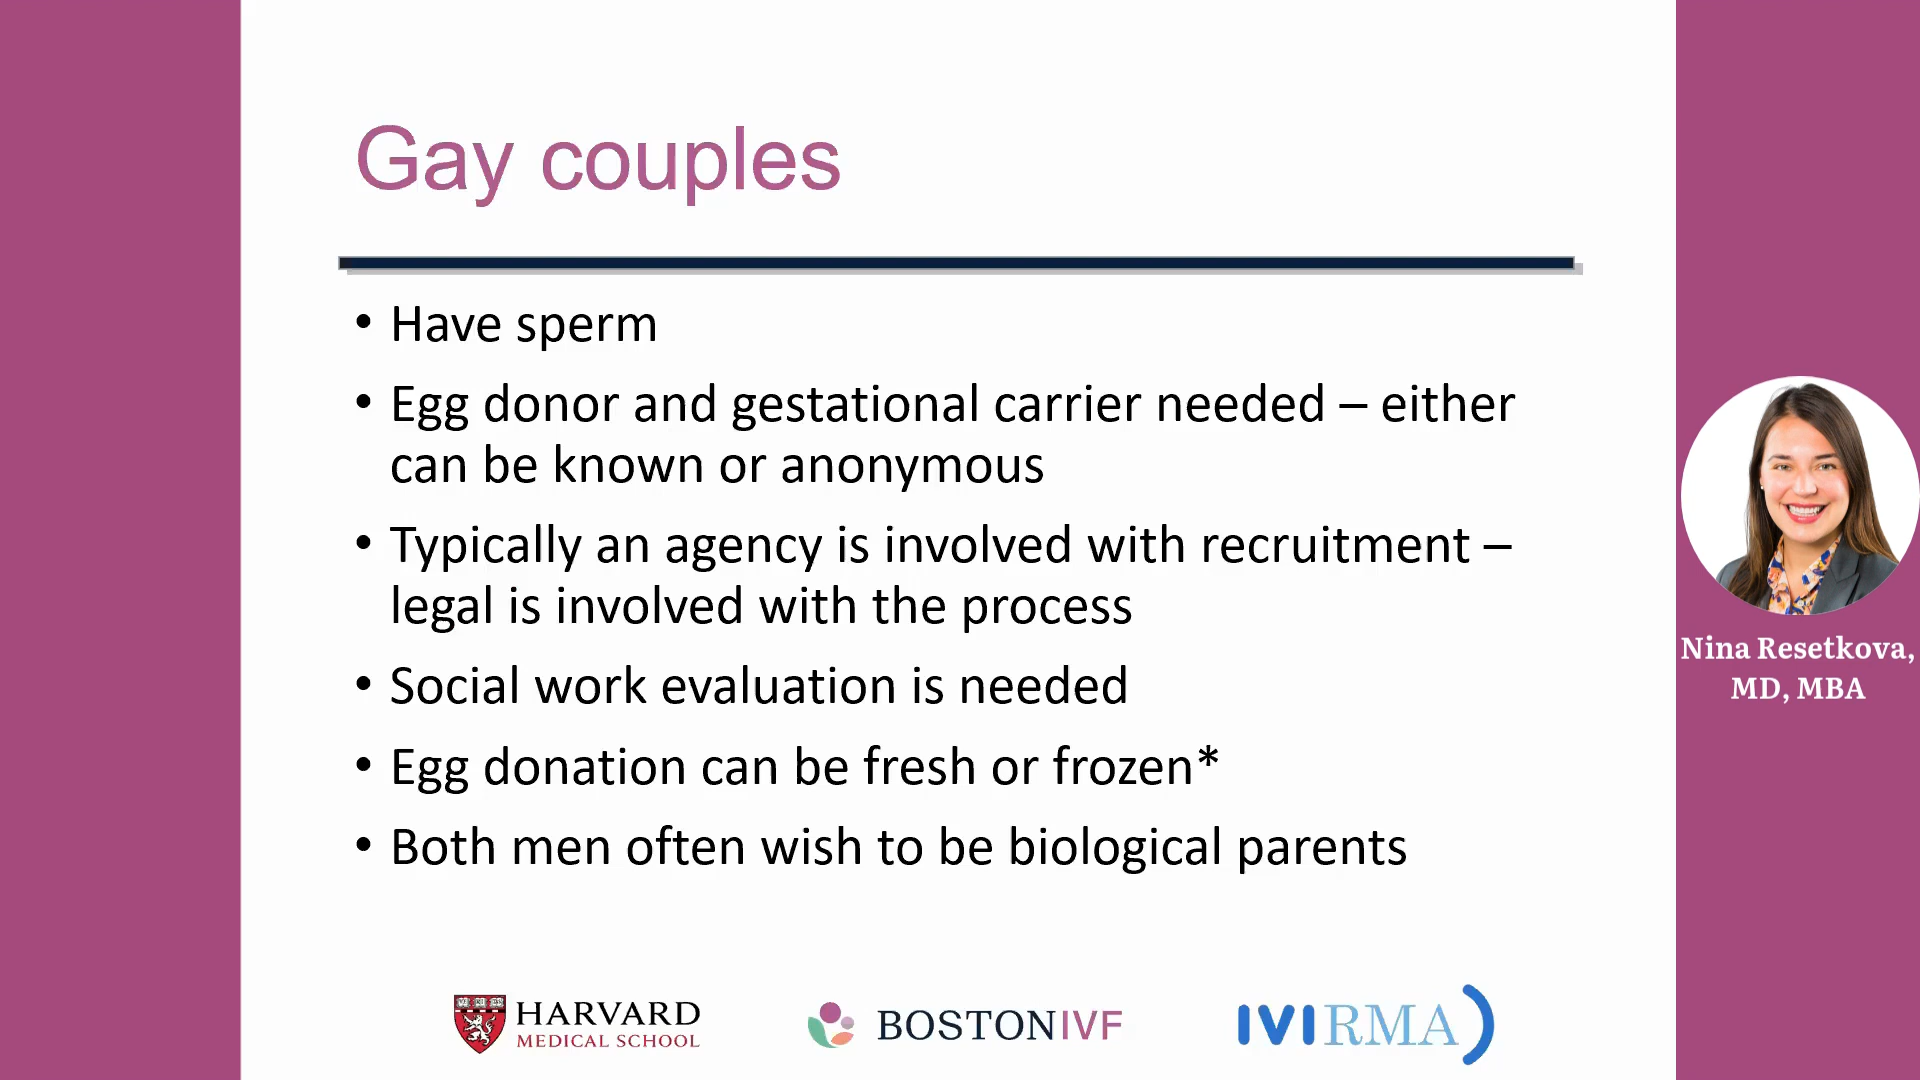 Gay couples
• Have sperm
• Egg donor and gestational carrier needed – either
can be known or anonymous
• Typically an agency is involved with recruitment –
legal is involved with the process
• Social work evaluation is needed
• Egg donation can be fresh or frozen*
• Both men often wish to be biological parents
Nina Resetkova,
MD, MBA
HARVARD
MEDICAL SCHOOL
BOSTONIVF
IVIRMA